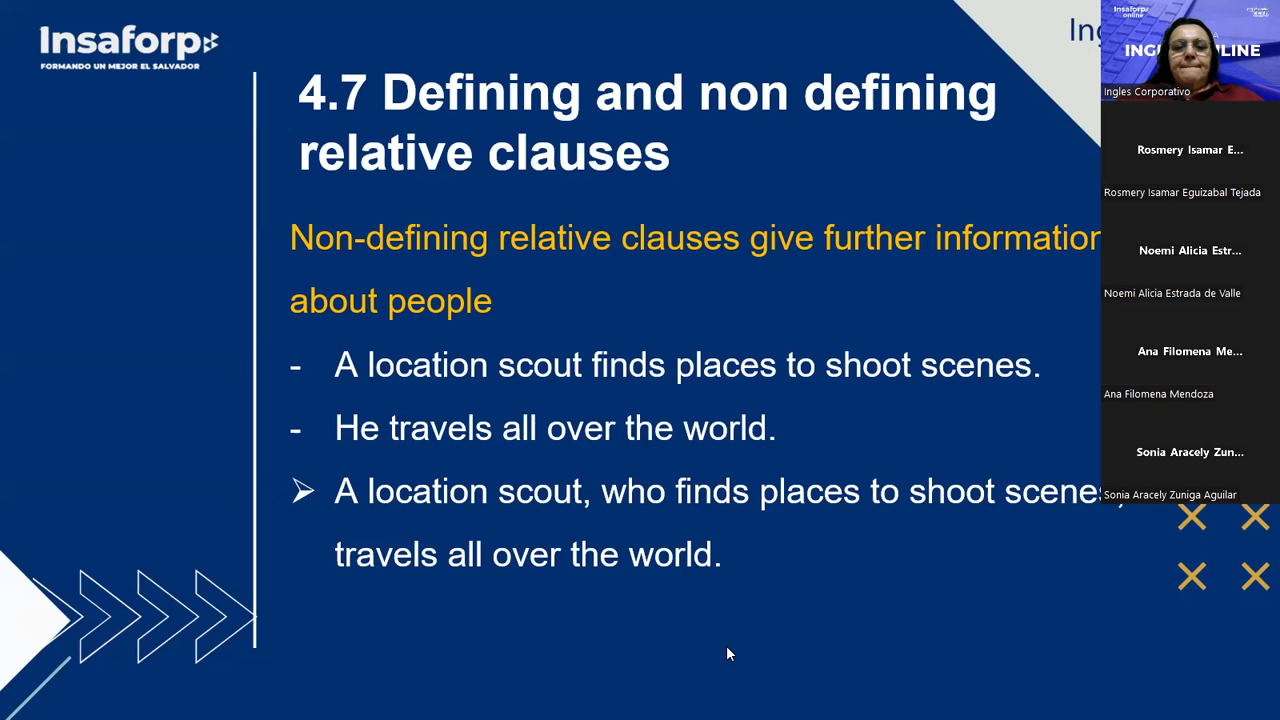 Insaforp
FORMANDO UN MEJOR EL SALVADOR
4.7 Defining and non defining
relative clauses
Non-defining relative clauses give further information
about people
- A location scout finds places to shoot scenes.
- He travels all over the world.
➢ A location scout, who finds places to shoot scenes,
travels all over the world.
Insaforp
online
Ingles Corporativo
Rosmery Isamar E...
Rosmery Isamar Eguizabal Tejada
Noemi Alicia Estr...
Noemi Alicia Estrada de Valle
Ana Filomena Me...
Ana Filomena Mendoza
Sonia Aracely Zun...
Sonia Aracely Zuniga Aguilar